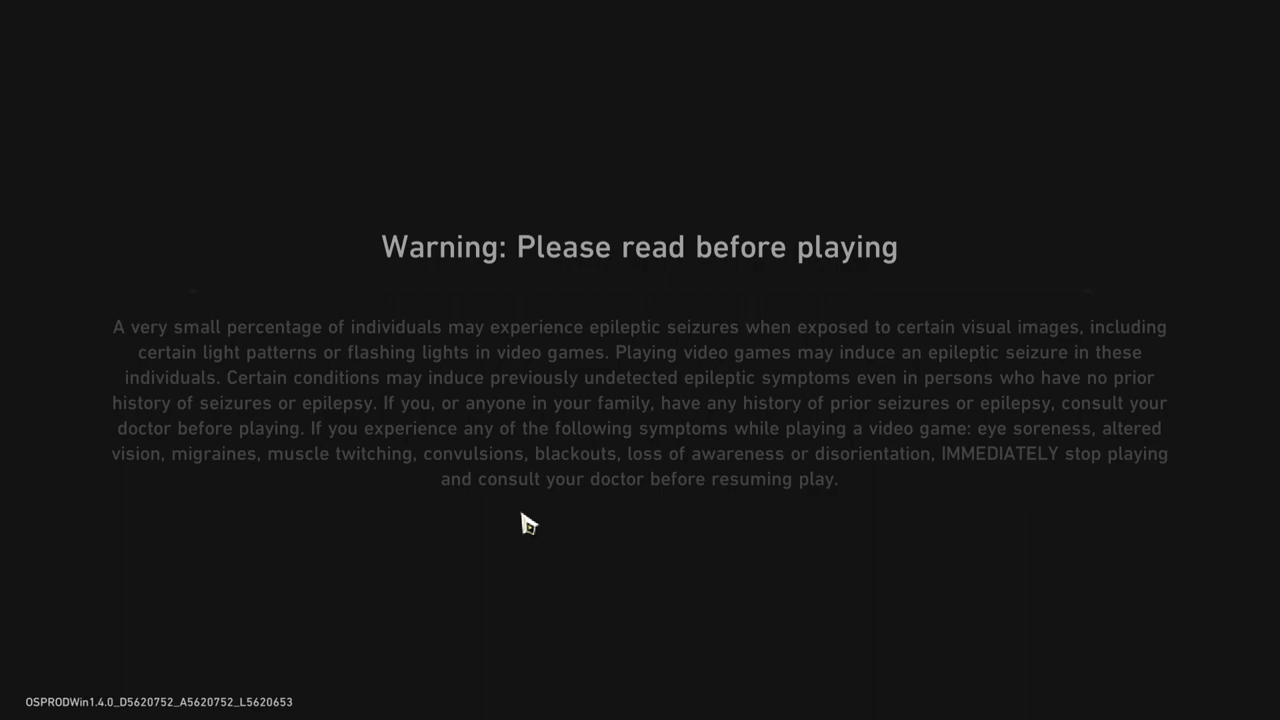 Warning: Please read before playing
A very small percentage of individuals may experience epileptic seizures when exposed to certain visual images, including
certain light patterns or flashing lights in video games. Playing video games may induce an epileptic seizure in these
individuals. Certain conditions may induce previously undetected epileptic symptoms even in persons who have no prior
history of seizures or epilepsy. If you, or anyone in your family, have any history of prior seizures or epilepsy, consult your
doctor before playing. If you experience any of the following symptoms while playing a video game: eye soreness, altered
vision, migraines, muscle twitching, convulsions, blackouts, loss of awareness or disorientation, IMMEDIATELY stop playing
and consult your doctor before resuming play.
OSPRODWin1.4.0_D5620752_A5620752_L5620653